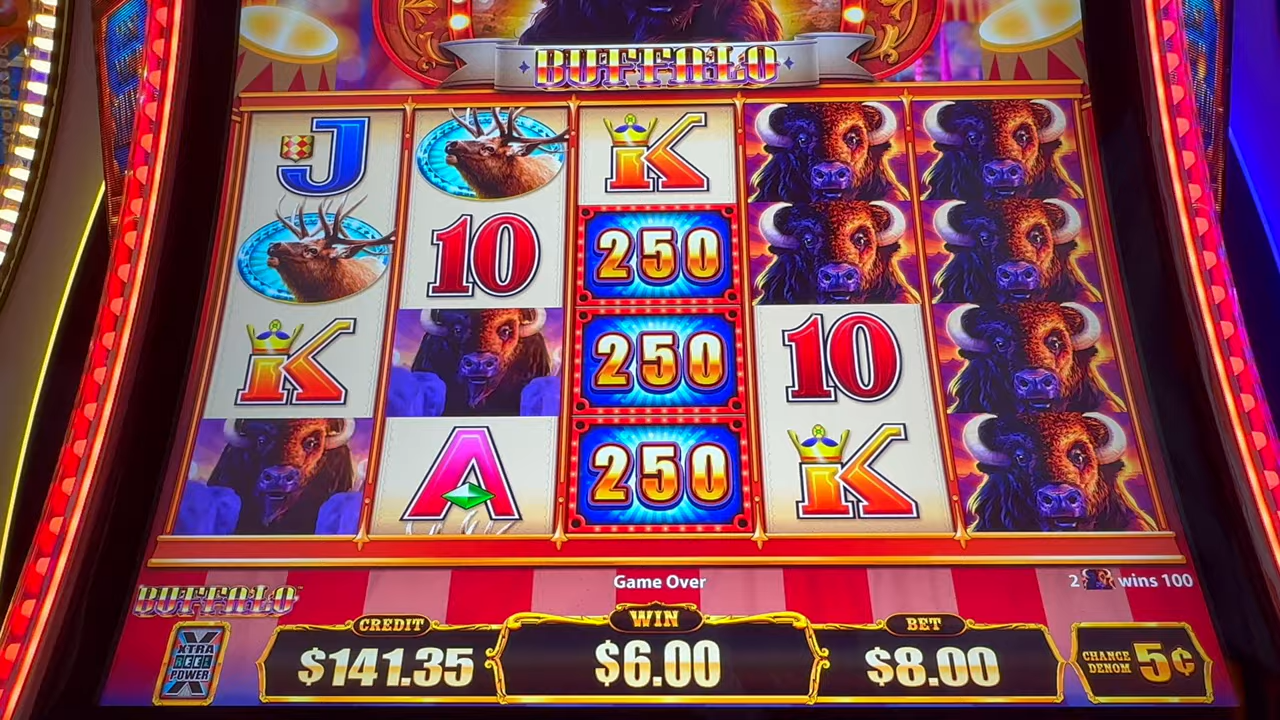 BUFFALO
J
K
10
250
K
250
10
A
250
K
Game Over
2 wins 100
BUFFALO
XTRA
REEL
POWER
X
CREDIT
$141.35
WIN
$6.00
BET
$8.00
CHANGE
DENOM
5¢